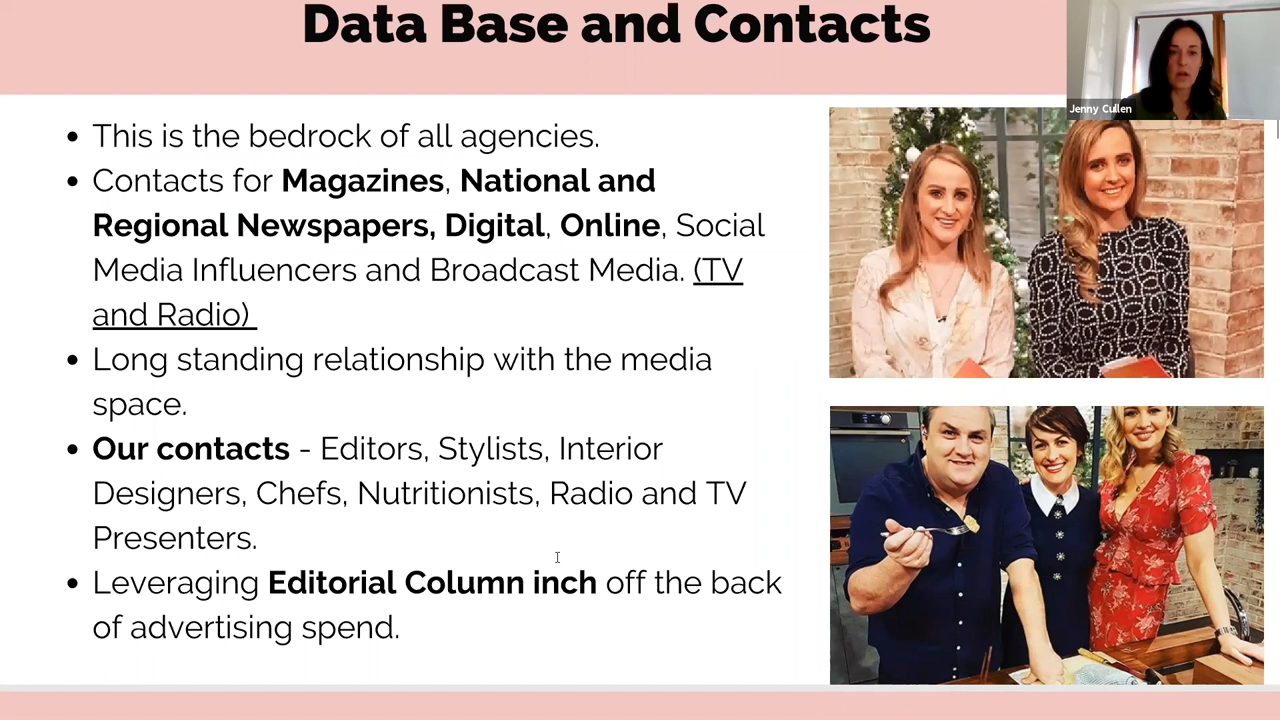 Data Base and Contacts
Jenny Cullen
• This is the bedrock of all agencies.
• Contacts for Magazines, National and
Regional Newspapers, Digital, Online, Social
Media Influencers and Broadcast Media. (TV
and Radio)
• Long standing relationship with the media
space.
• Our contacts - Editors, Stylists, Interior
Designers, Chefs, Nutritionists, Radio and TV
Presenters.
• Leveraging Editorial Column inch off the back
of advertising spend.